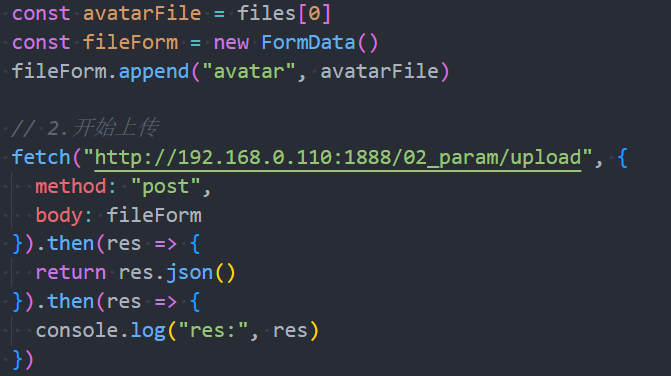 const avatarFile = files[0]
const fileForm = new FormData()
fileForm.append("avatar", avatarFile)
// 2.开始上传
fetch("http://192.168.0.110:1888/02_param/upload", {
  method: "post",
  body: fileForm
}).then(res => {
  return res.json()
}).then(res => {
  console.log("res:", res)
})